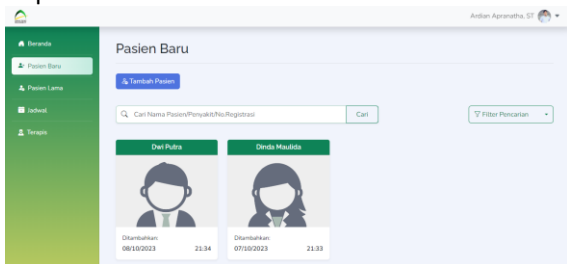 Ardian Apranatha, ST
Beranda
Pasien Baru
Pasien Lama
Jadwal
Terapis
Pasien Baru
Tambah Pasien
Cari Nama Pasien/Penyakit/No.Registrasi
Cari
Filter Pencarian
Dwi Putra
Ditambahkan:
08/10/2023 21:34
Dinda Maulida
Ditambahkan:
07/10/2023 21:33